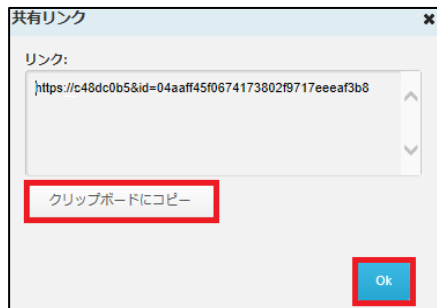 共有リンク
リンク:
https://c48dc0b5&id=04aaff45f0674173802f9717eeeaf3b8
クリップボードにコピー
Ok